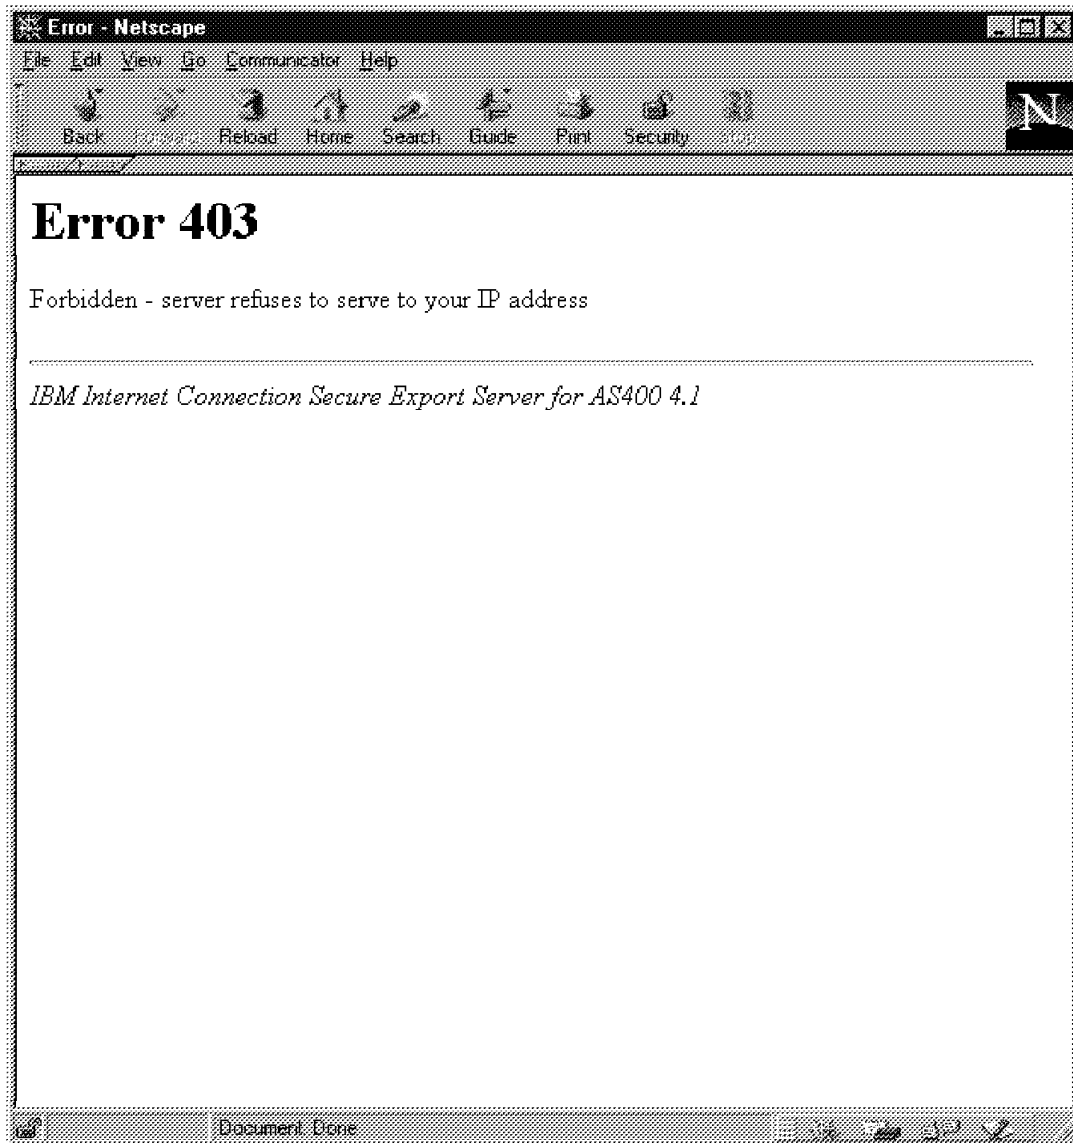 Error - Netscape
File Edit View Go Communicator Help
Back Reload Home Search Guide Print Security Stop
N
Error 403
Forbidden - server refuses to serve to your IP address
IBM Internet Connection Secure Export Server for AS400 4.1
Document: Done